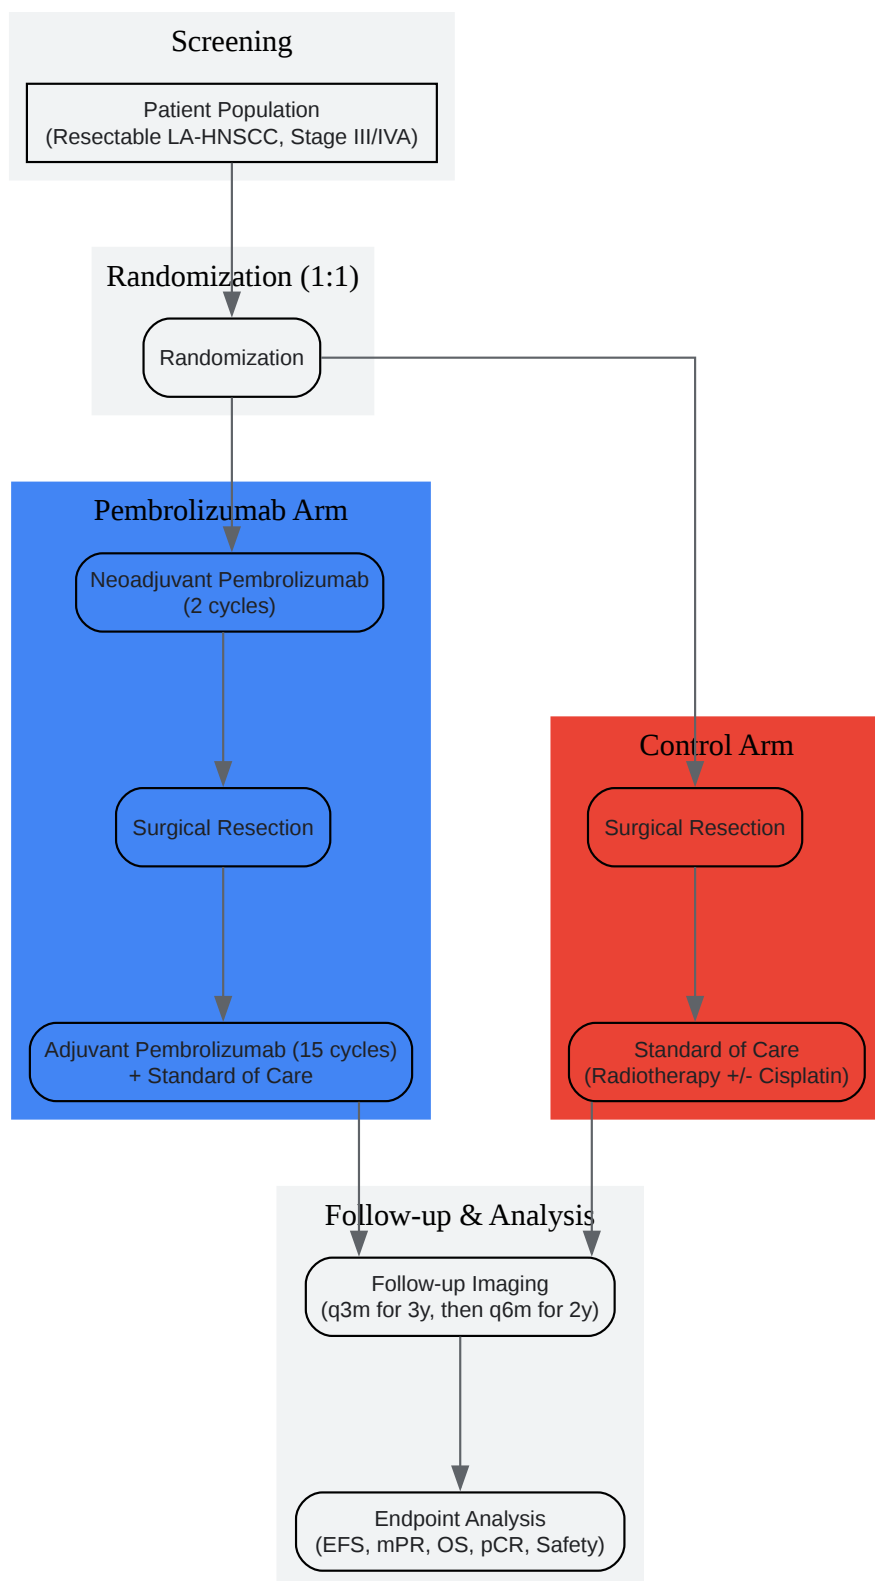 Screening
Patient Population
(Resectable LA-HNSCC, Stage III/IVA)
Randomization (1:1)
Randomization
Pembrolizumab Arm
Neoadjuvant Pembrolizumab
(2 cycles)
Surgical Resection
Adjuvant Pembrolizumab (15 cycles)
+ Standard of Care
Control Arm
Surgical Resection
Standard of Care
(Radiotherapy +/- Cisplatin)
Follow-up & Analysis
Follow-up Imaging
(q3m for 3y, then q6m for 2y)
Endpoint Analysis
(EFS, mPR, OS, pCR, Safety)